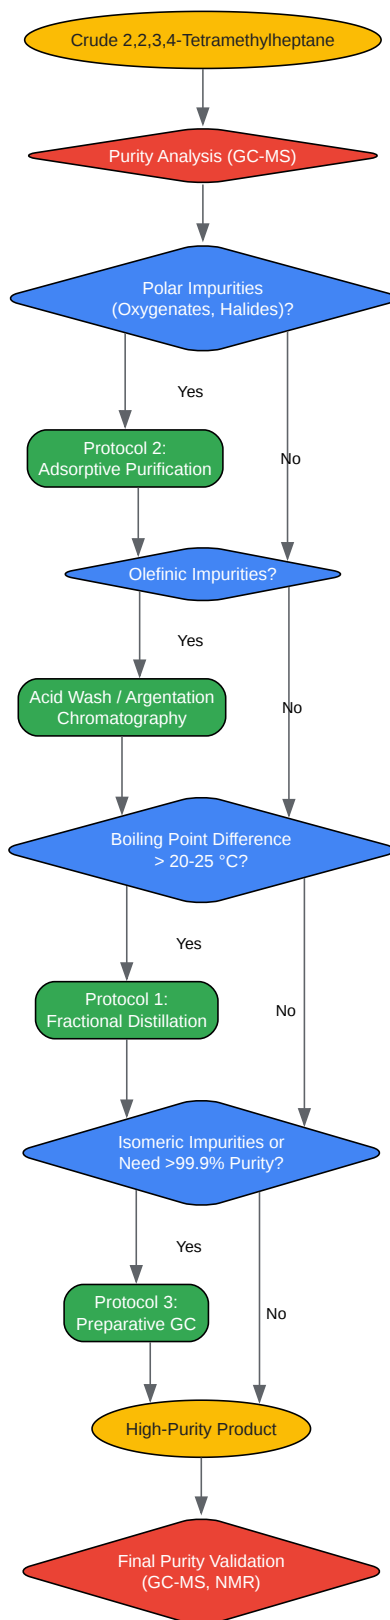 Crude 2,2,3,4-Tetramethylheptane
Purity Analysis (GC-MS)
Polar Impurities
(Oxygenates, Halides)?
Yes
Protocol 2:
Adsorptive Purification
No
Olefinic Impurities?
Yes
Acid Wash / Argentation
Chromatography
No
Boiling Point Difference
> 20-25 °C?
Yes
Protocol 1:
Fractional Distillation
No
Isomeric Impurities or
Need >99.9% Purity?
Yes
Protocol 3:
Preparative GC
No
High-Purity Product
Final Purity Validation
(GC-MS, NMR)